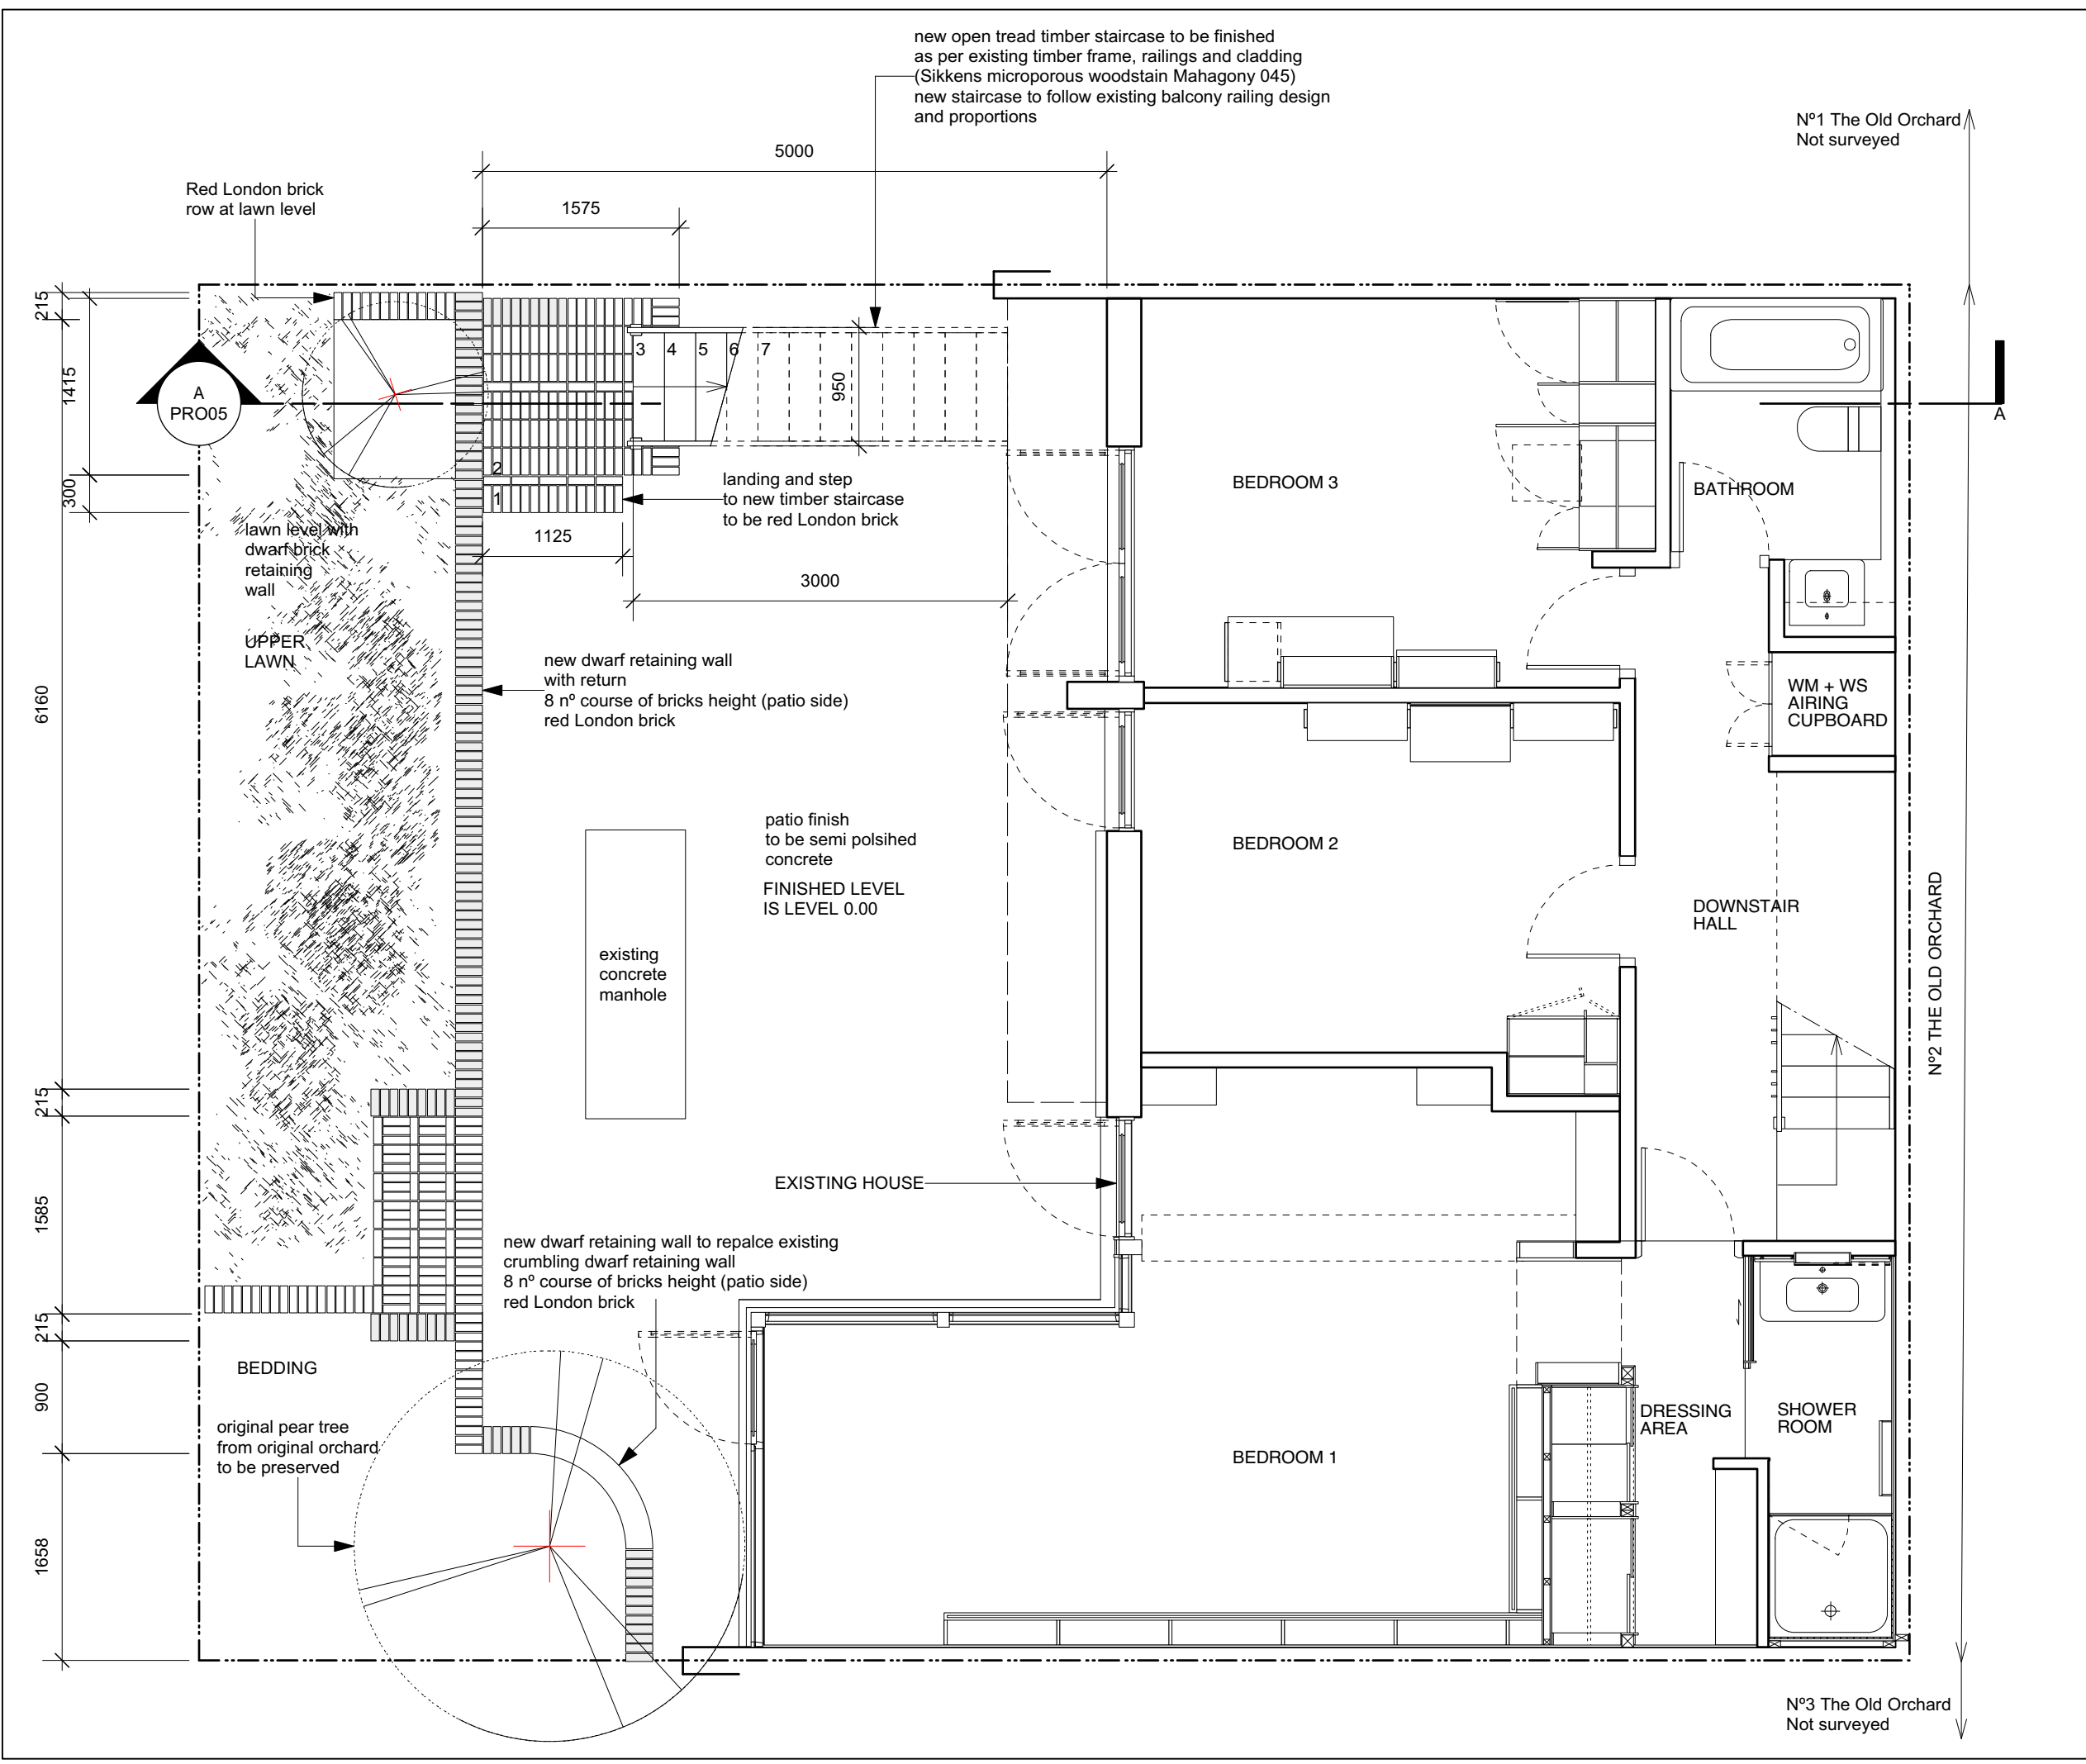 new open tread timber staircase to be finished
as per existing timber frame, railings and cladding
(Sikkens microporous woodstain Mahagony 045)
new staircase to follow existing balcony railing design
and proportions
Nº1 The Old Orchard
Not surveyed
5000
Red London brick
row at lawn level
1575
215
1415
300
A
PRO05
3
4
5
6
7
950
A
2
1
landing and step
to new timber staircase
to be red London brick
BEDROOM 3
BATHROOM
lawn level with
dwarf brick
retaining
wall
1125
3000
UPPER
LAWN
new dwarf retaining wall
with return
8 nº course of bricks height (patio side)
red London brick
6160
WM + WS
AIRING
CUPBOARD
patio finish
to be semi polsihed
concrete
FINISHED LEVEL
IS LEVEL 0.00
BEDROOM 2
DOWNSTAIR
HALL
Nº2 THE OLD ORCHARD
existing
concrete
manhole
215
1585
EXISTING HOUSE
new dwarf retaining wall to repalce existing
crumbling dwarf retaining wall
8 nº course of bricks height (patio side)
red London brick
215
BEDDING
900
original pear tree
from original orchard
to be preserved
BEDROOM 1
DRESSING
AREA
SHOWER
ROOM
1658
Nº3 The Old Orchard
Not surveyed